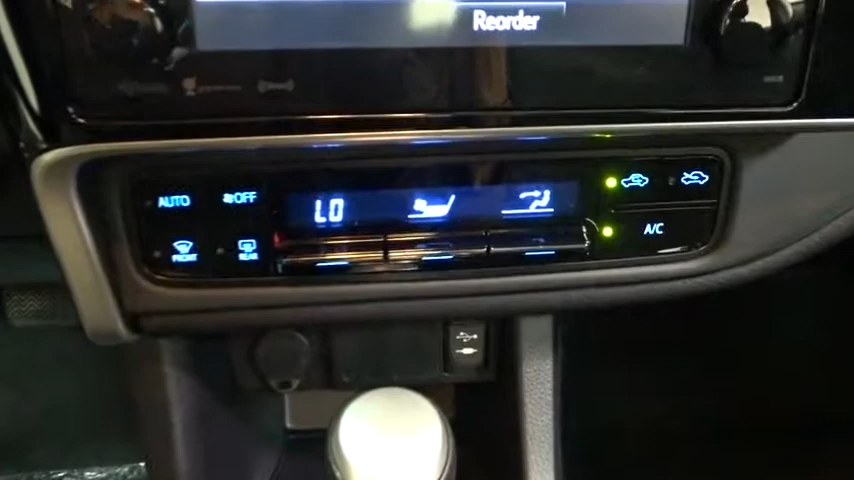 Reorder
AUTO
OFF
LO
FRONT
REAR
A/C